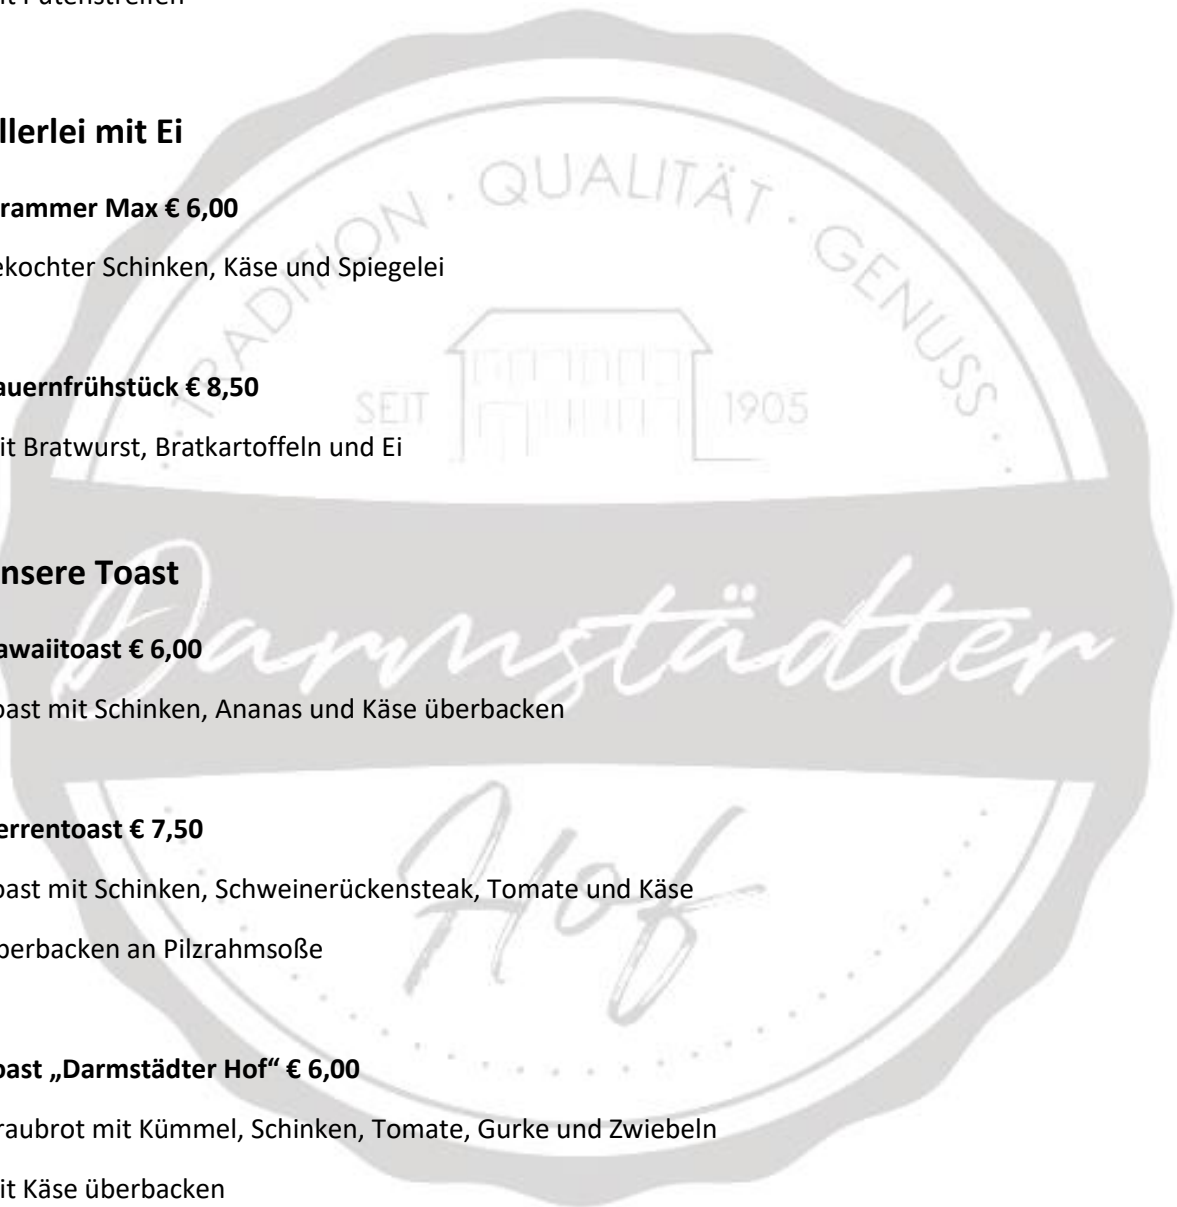 it Putenstreifen
llerlei mit Ei
rammer Max € 6,00
ekochter Schinken, Käse und Spiegelei
auernfrühstück € 8,50
it Bratwurst, Bratkartoffeln und Ei
nsere Toast
awaiitoast € 6,00
oast mit Schinken, Ananas und Käse überbacken
errentoast € 7,50
oast mit Schinken, Schweinerückensteak, Tomate und Käse
berbacken an Pilzrahmsoße
oast „Darmstädter Hof“ € 6,00
raubrot mit Kümmel, Schinken, Tomate, Gurke und Zwiebeln
it Käse überbacken
TRADITION · QUALITÄT · GENUSS
SEIT 1905
Darmstädter
Hof